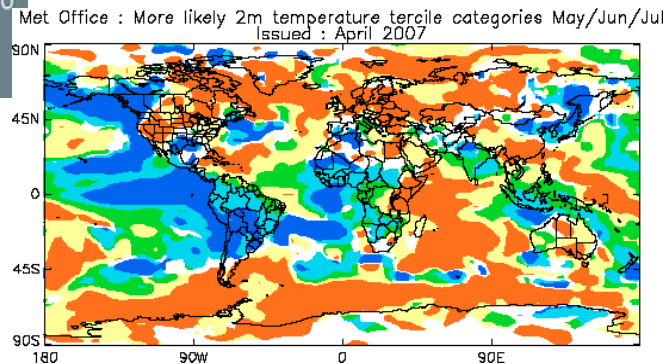 0
Met Office : More likely 2m temperature tercile categories May/Jun/Jul
Issued : April 2007
90N
45N
0
45S
90S
180
90W
0
90E